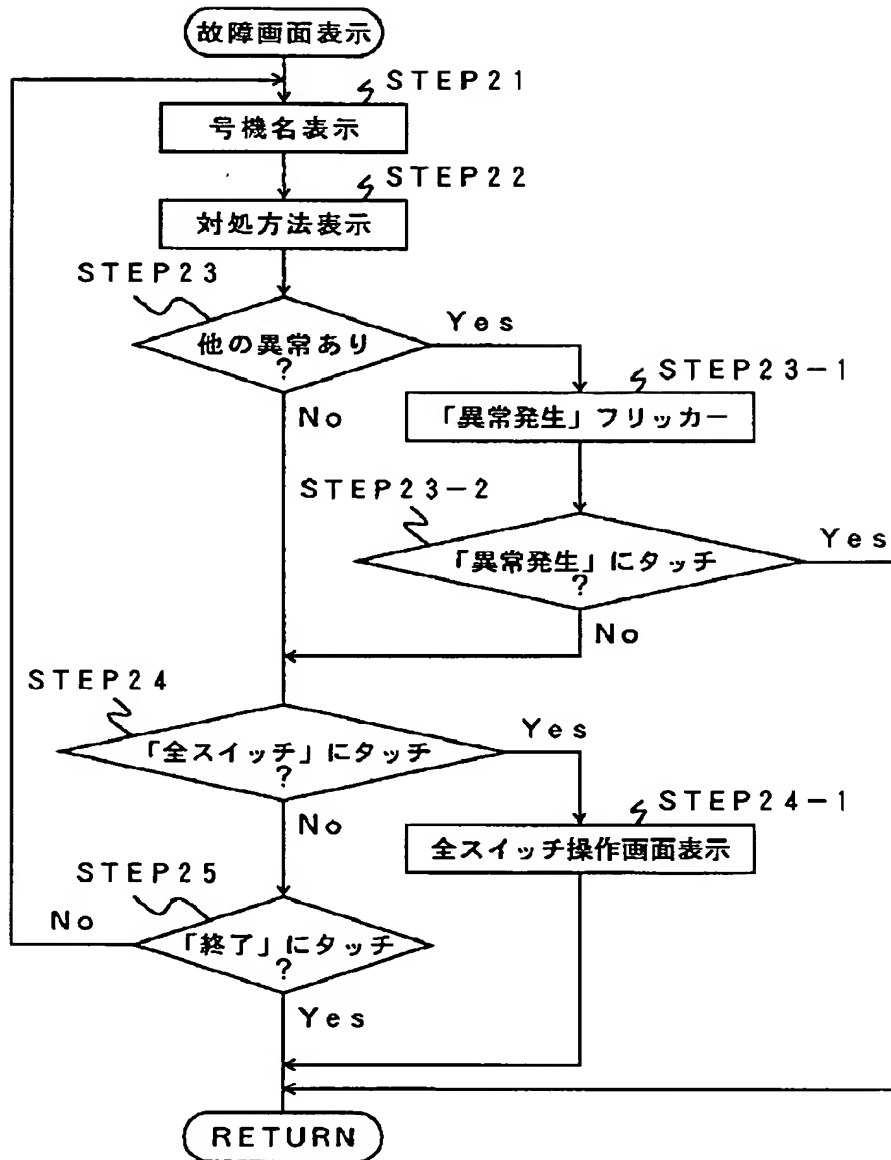 故障画面表示
STEP21
号機名表示
STEP22
対処方法表示
STEP23
他の異常あり
?
Yes
No
STEP23-1
「異常発生」フリッカー
STEP23-2
「異常発生」にタッチ
?
Yes
No
STEP24
「全スイッチ」にタッチ
?
Yes
No
STEP24-1
全スイッチ操作画面表示
STEP25
「終了」にタッチ
?
No
Yes
RETURN